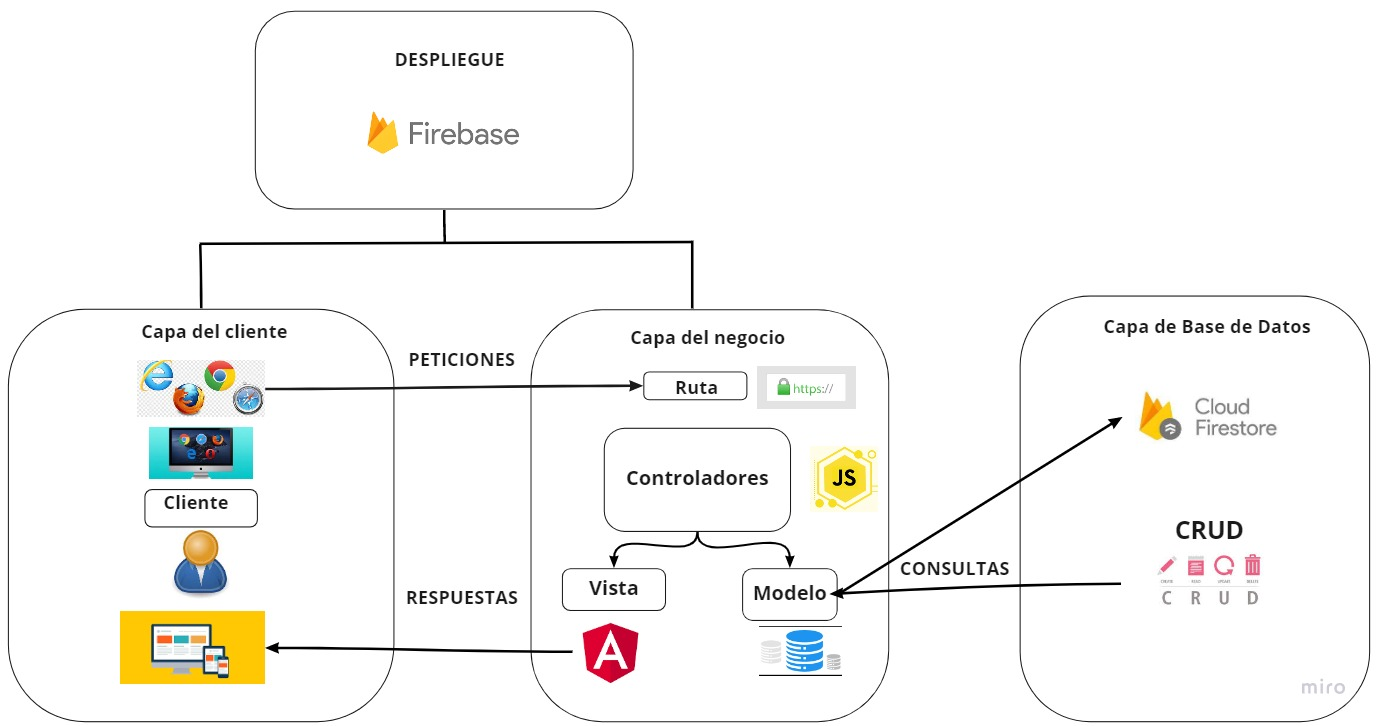 DESPLIEGUE
Firebase
Capa del cliente
PETICIONES
Capa del negocio
Ruta
https://
Controladores
JS
Cliente
Vista
Modelo
RESPUESTAS
CONSULTAS
Capa de Base de Datos
Cloud
Firestore
CRUD
C R U D
miro